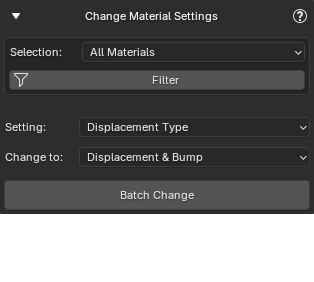 Change Material Settings
Selection: All Materials
Filter
Setting: Displacement Type
Change to: Displacement & Bump
Batch Change